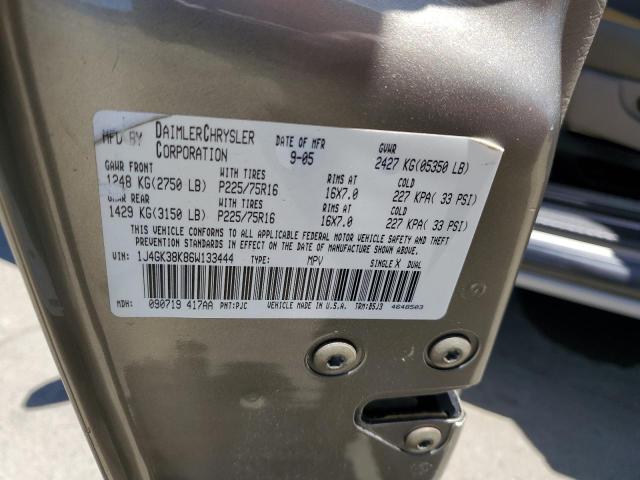 MFD BY DAIMLERCHRYSLER CORPORATION DATE OF MFR 9-05 GVWR 2427 KG(05350 LB)
GAWR FRONT WITH TIRES RIMS AT COLD
1248 KG(2750 LB) P225/75R16 16X7.0 227 KPA( 33 PSI)
GAWR REAR WITH TIRES RIMS AT COLD
1429 KG(3150 LB) P225/75R16 16X7.0 227 KPA( 33 PSI)
THIS VEHICLE CONFORMS TO ALL APPLICABLE FEDERAL MOTOR VEHICLE SAFETY AND THEFT
PREVENTION STANDARDS IN EFFECT ON THE DATE OF MANUFACTURE SHOWN ABOVE.
VIN: 1J4GK38K86W133444 TYPE: MPV SINGLE X DUAL
MDH: 090719 417AA PNT:PJC VEHICLE MADE IN U.S.A. TRM:B5J3 4648503